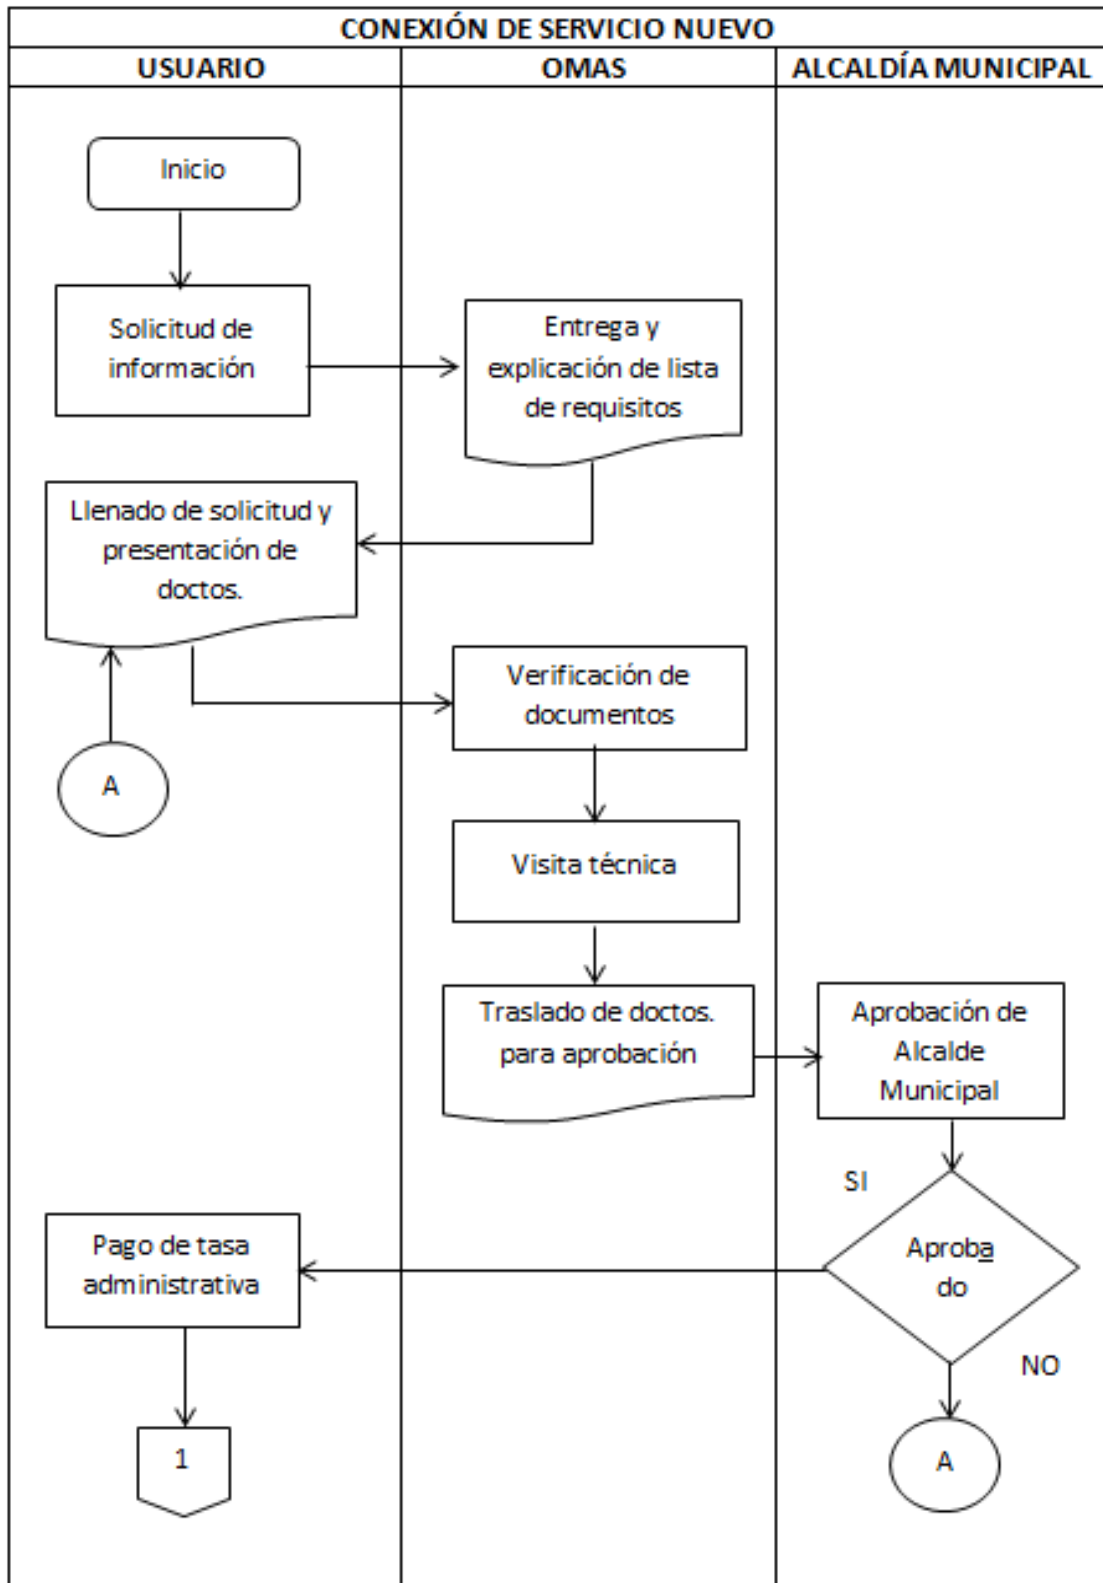 CONEXIÓN DE SERVICIO NUEVO
USUARIO
OMAS
ALCALDÍA MUNICIPAL
Inicio
Solicitud de
información
Entrega y
explicación de lista
de requisitos
Llenado de solicitud y
presentación de
doctos.
Verificación de
documentos
A
Visita técnica
Traslado de doctos.
para aprobación
Aprobación de
Alcalde
Municipal
SI
Aproba
do
Pago de tasa
administrativa
NO
1
A